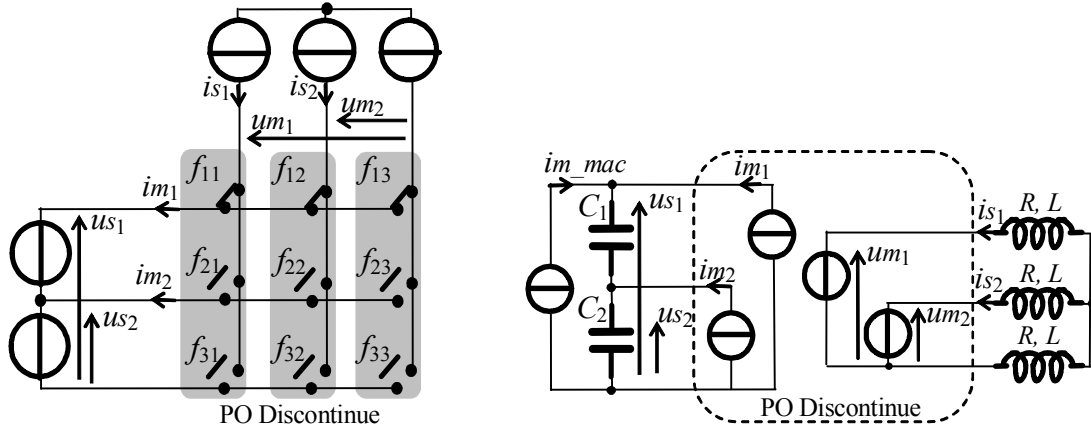 is1
is2
um2
um1
f11
f12
f13
im1
us1
f21
f22
f23
im2
us2
f31
f32
f33
PO Discontinue
im_mac
im1
C1
us1
im2
C2
us2
is1
R, L
um1
is2
R, L
um2
R, L
PO Discontinue